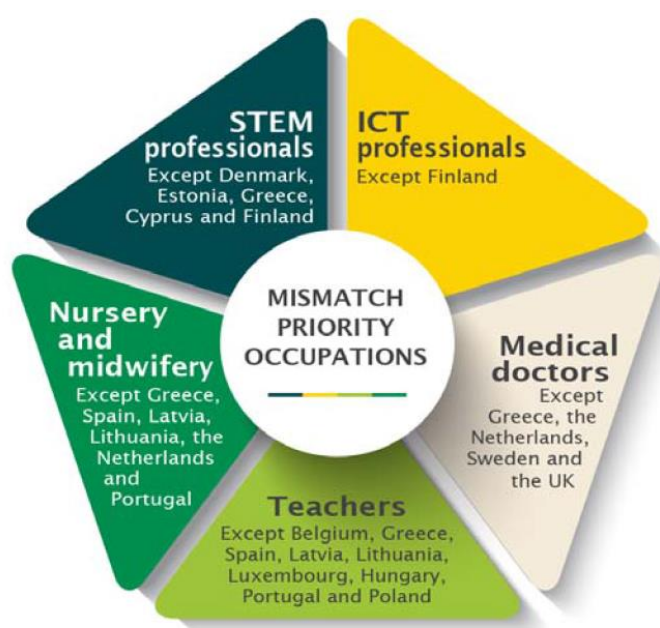 STEM
professionals
Except Denmark,
Estonia, Greece,
Cyprus and Finland
ICT
professionals
Except Finland
MISMATCH
PRIORITY
OCCUPATIONS
Nursery
and
midwifery
Except Greece,
Spain, Latvia,
Lithuania, the
Netherlands
and
Portugal
Medical
doctors
Except
Greece, the
Netherlands,
Sweden and
the UK
Teachers
Except Belgium, Greece,
Spain, Latvia, Lithuania,
Luxembourg, Hungary,
Portugal and Poland